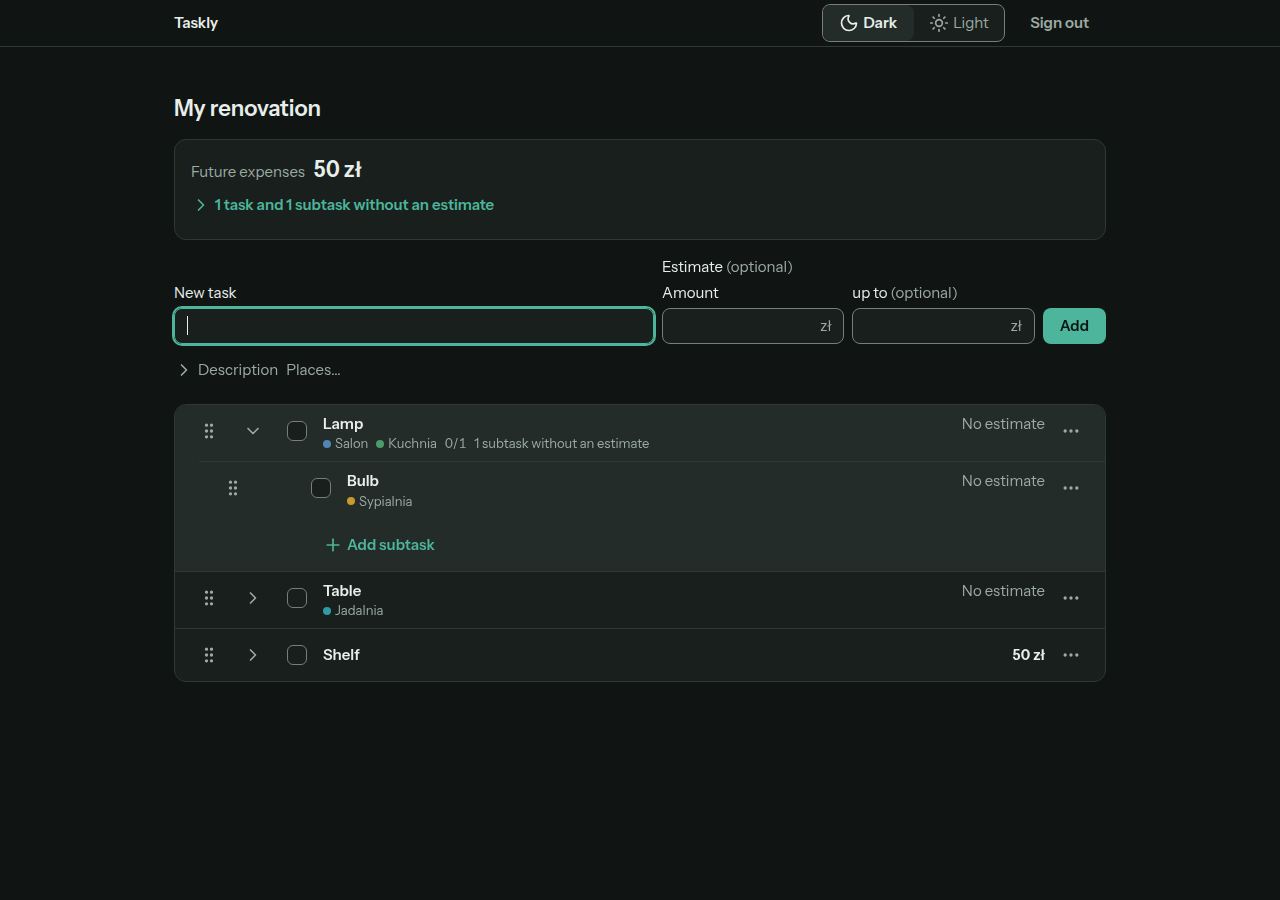 Taskly Dark Light Sign out
My renovation
Future expenses 50 zł
1 task and 1 subtask without an estimate
Estimate (optional)
New task Amount up to (optional)
zł zł Add
Description Places...
Lamp No estimate
Salon Kuchnia 0/1 1 subtask without an estimate
Bulb No estimate
Sypialnia
Add subtask
Table No estimate
Jadalnia
Shelf 50 zł